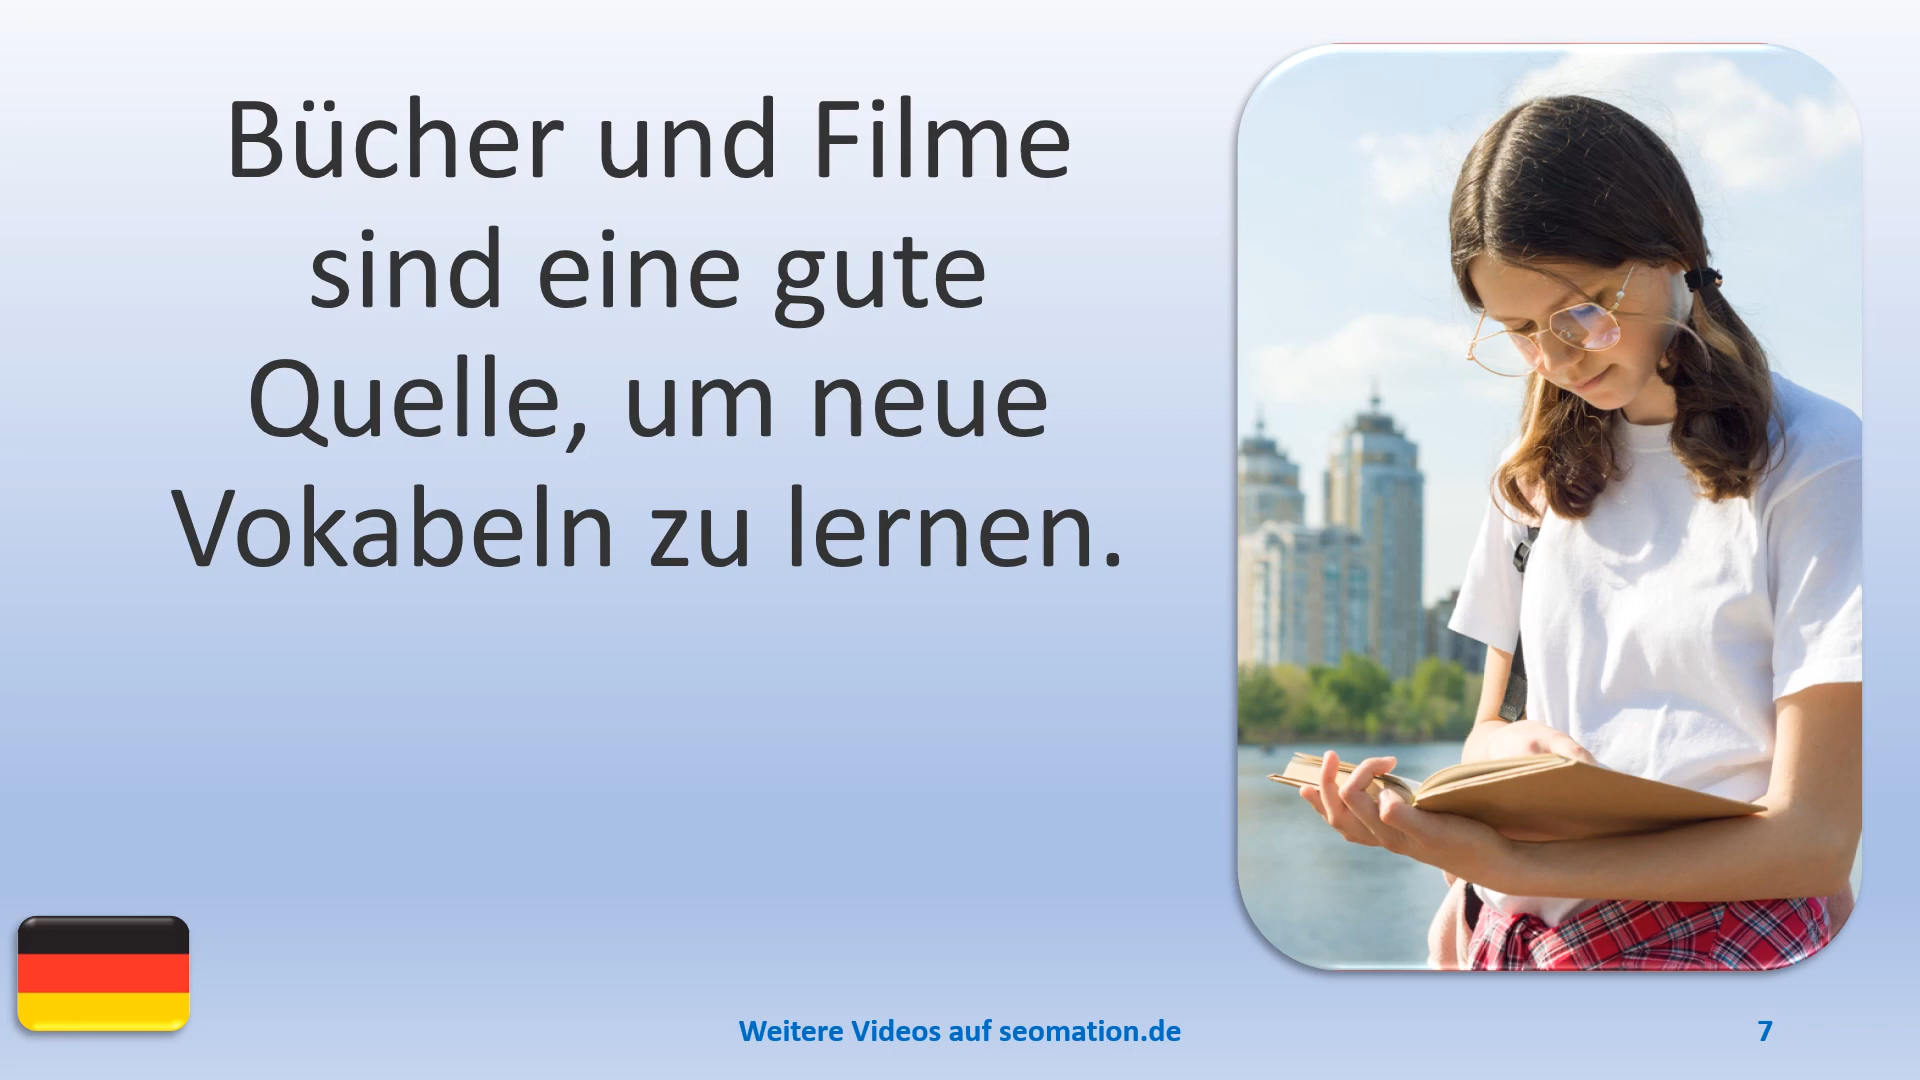 Bücher und Filme
sind eine gute
Quelle, um neue
Vokabeln zu lernen.
Weitere Videos auf seomation.de
7